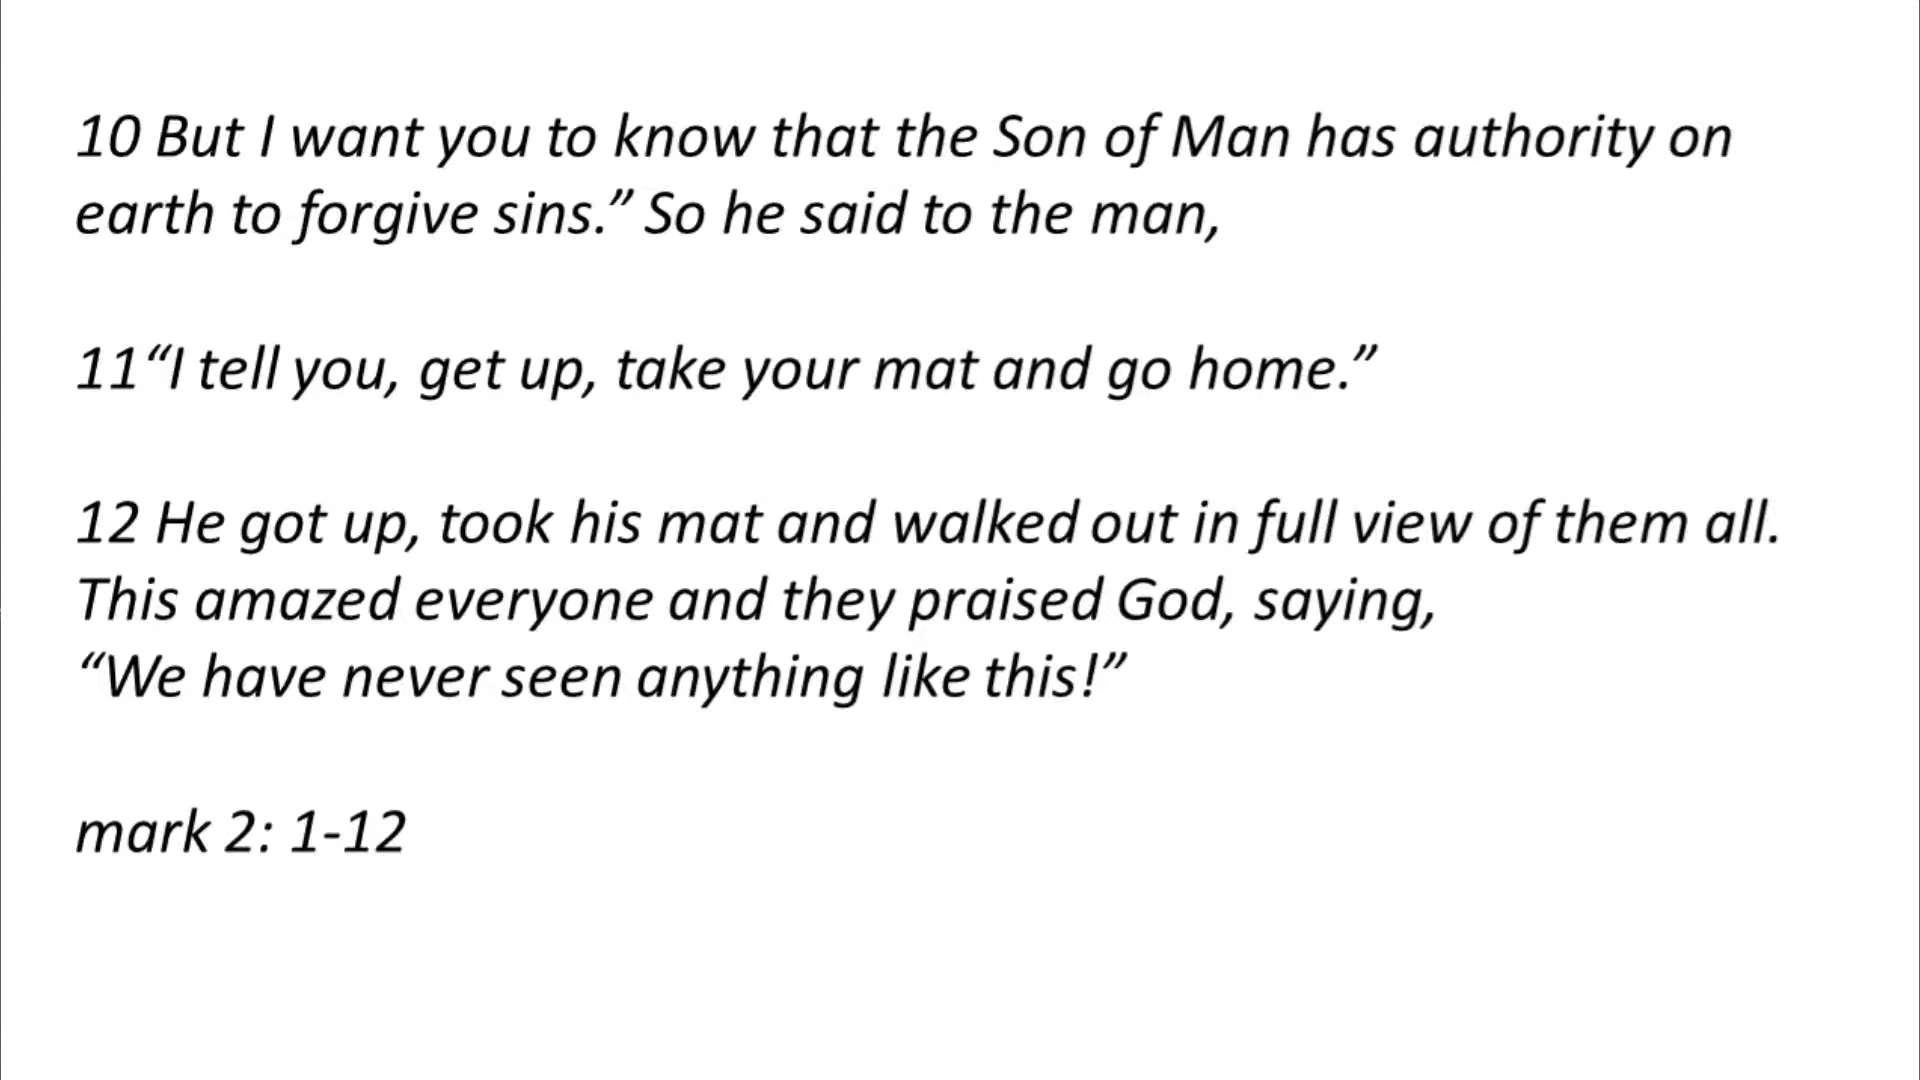 10 But I want you to know that the Son of Man has authority on
earth to forgive sins.” So he said to the man,
11“I tell you, get up, take your mat and go home.”
12 He got up, took his mat and walked out in full view of them all.
This amazed everyone and they praised God, saying,
“We have never seen anything like this!”
mark 2: 1-12